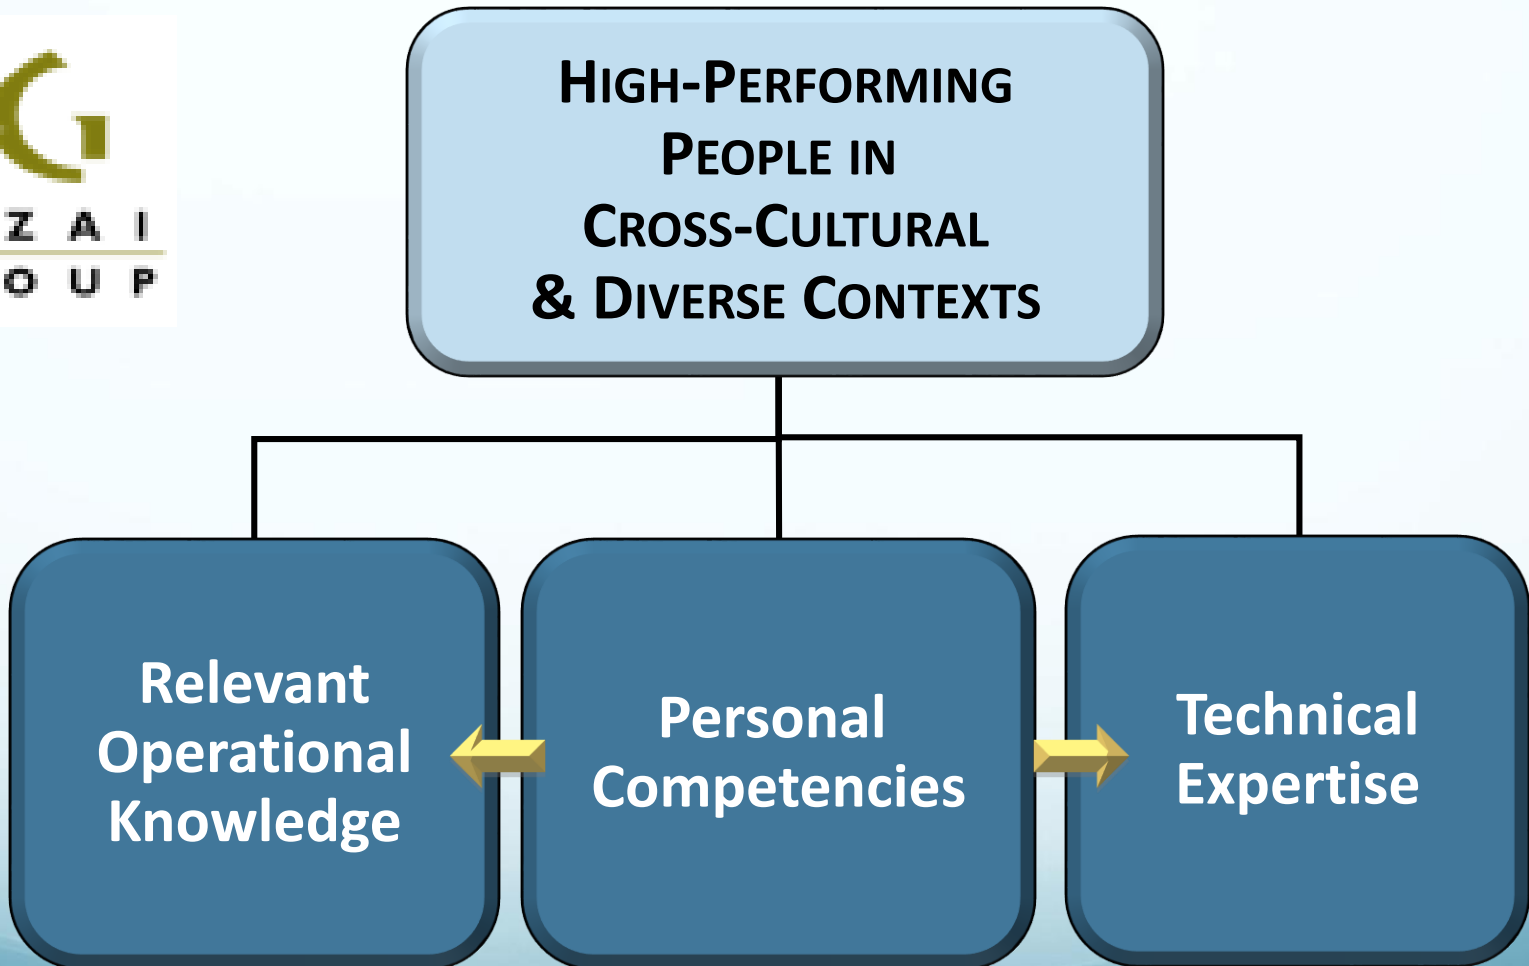 G
Z A I
O U P
HIGH-PERFORMING
PEOPLE IN
CROSS-CULTURAL
& DIVERSE CONTEXTS
Relevant
Operational
Knowledge
Personal
Competencies
Technical
Expertise